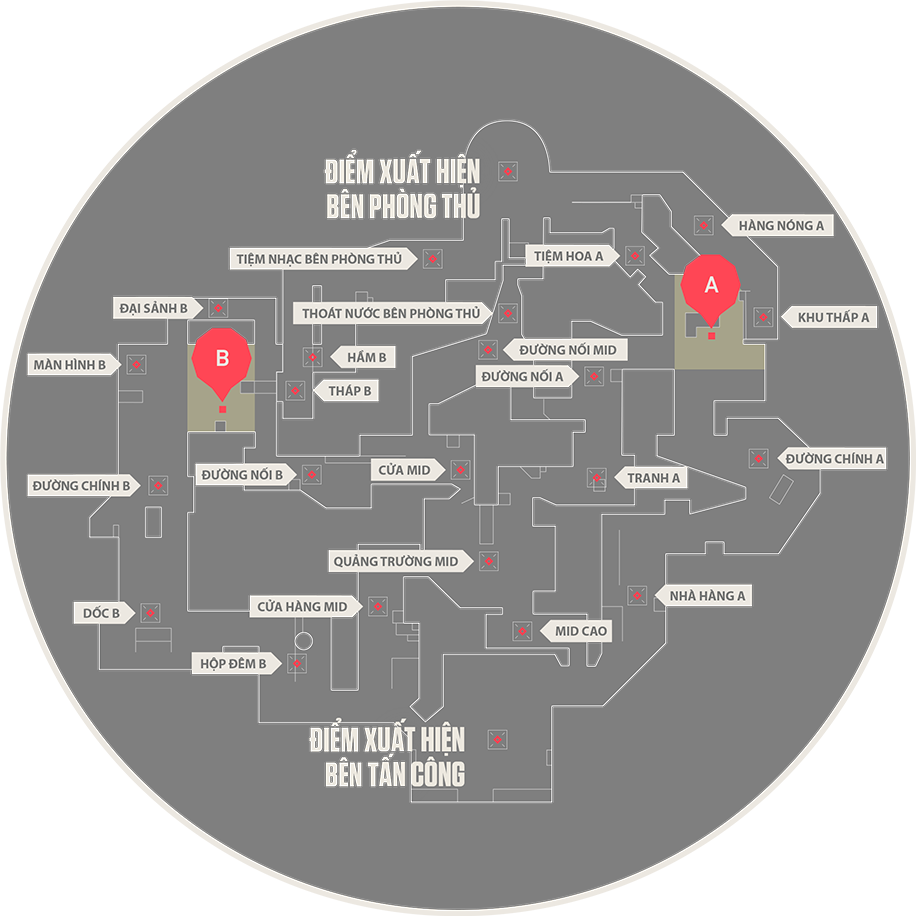 ĐIỂM XUẤT HIỆN
BÊN PHÒNG THỦ
HÀNG NÓNG A
TIỆM NHẠC BÊN PHÒNG THỦ
TIỆM HOA A
A
ĐẠI SẢNH B
THOÁT NƯỚC BÊN PHÒNG THỦ
KHU THẤP A
B
MÀN HÌNH B
HẦM B
ĐƯỜNG NỐI MID
ĐƯỜNG NỐI A
THÁP B
ĐƯỜNG CHÍNH A
ĐƯỜNG NỐI B
CỬA MID
TRANH A
ĐƯỜNG CHÍNH B
QUẢNG TRƯỜNG MID
NHÀ HÀNG A
CỬA HÀNG MID
DỐC B
MID CAO
HỘP ĐÊM B
ĐIỂM XUẤT HIỆN
BÊN TẤN CÔNG